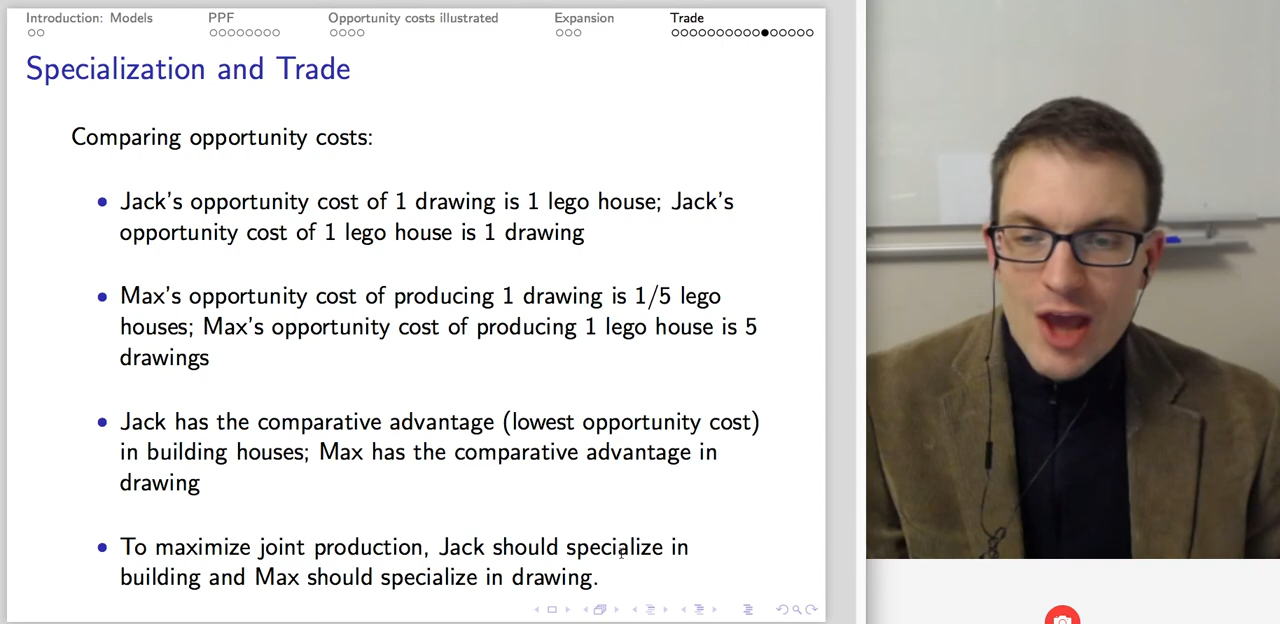 Introduction: Models PPF Opportunity costs illustrated Expansion Trade
Specialization and Trade
Comparing opportunity costs:
• Jack's opportunity cost of 1 drawing is 1 lego house; Jack's
opportunity cost of 1 lego house is 1 drawing
• Max's opportunity cost of producing 1 drawing is 1/5 lego
houses; Max's opportunity cost of producing 1 lego house is 5
drawings
• Jack has the comparative advantage (lowest opportunity cost)
in building houses; Max has the comparative advantage in
drawing
• To maximize joint production, Jack should specialize in
building and Max should specialize in drawing.